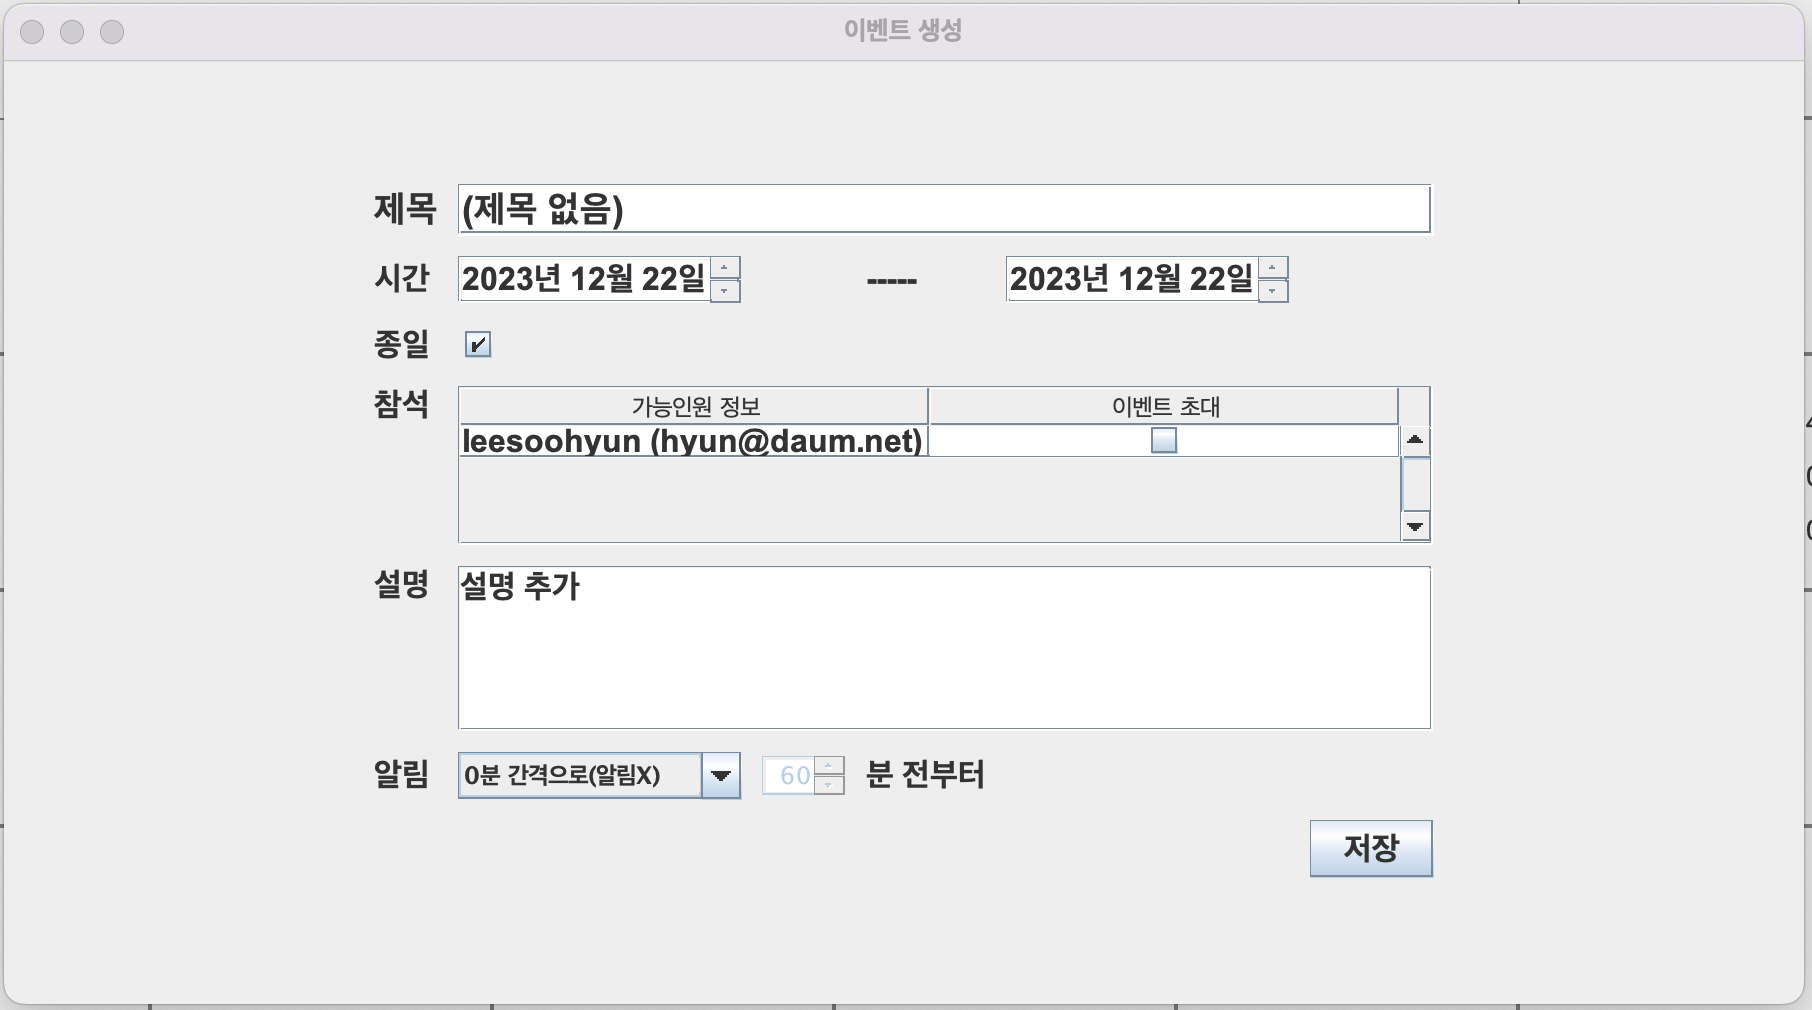 이벤트 생성
제목 (제목 없음)
시간 2023년 12월 22일 ----- 2023년 12월 22일
종일
참석 가능인원 정보 이벤트 초대
leesoohyun (hyun@daum.net)
설명 설명 추가
알림 0분 간격으로(알림X) 60 분 전부터
저장